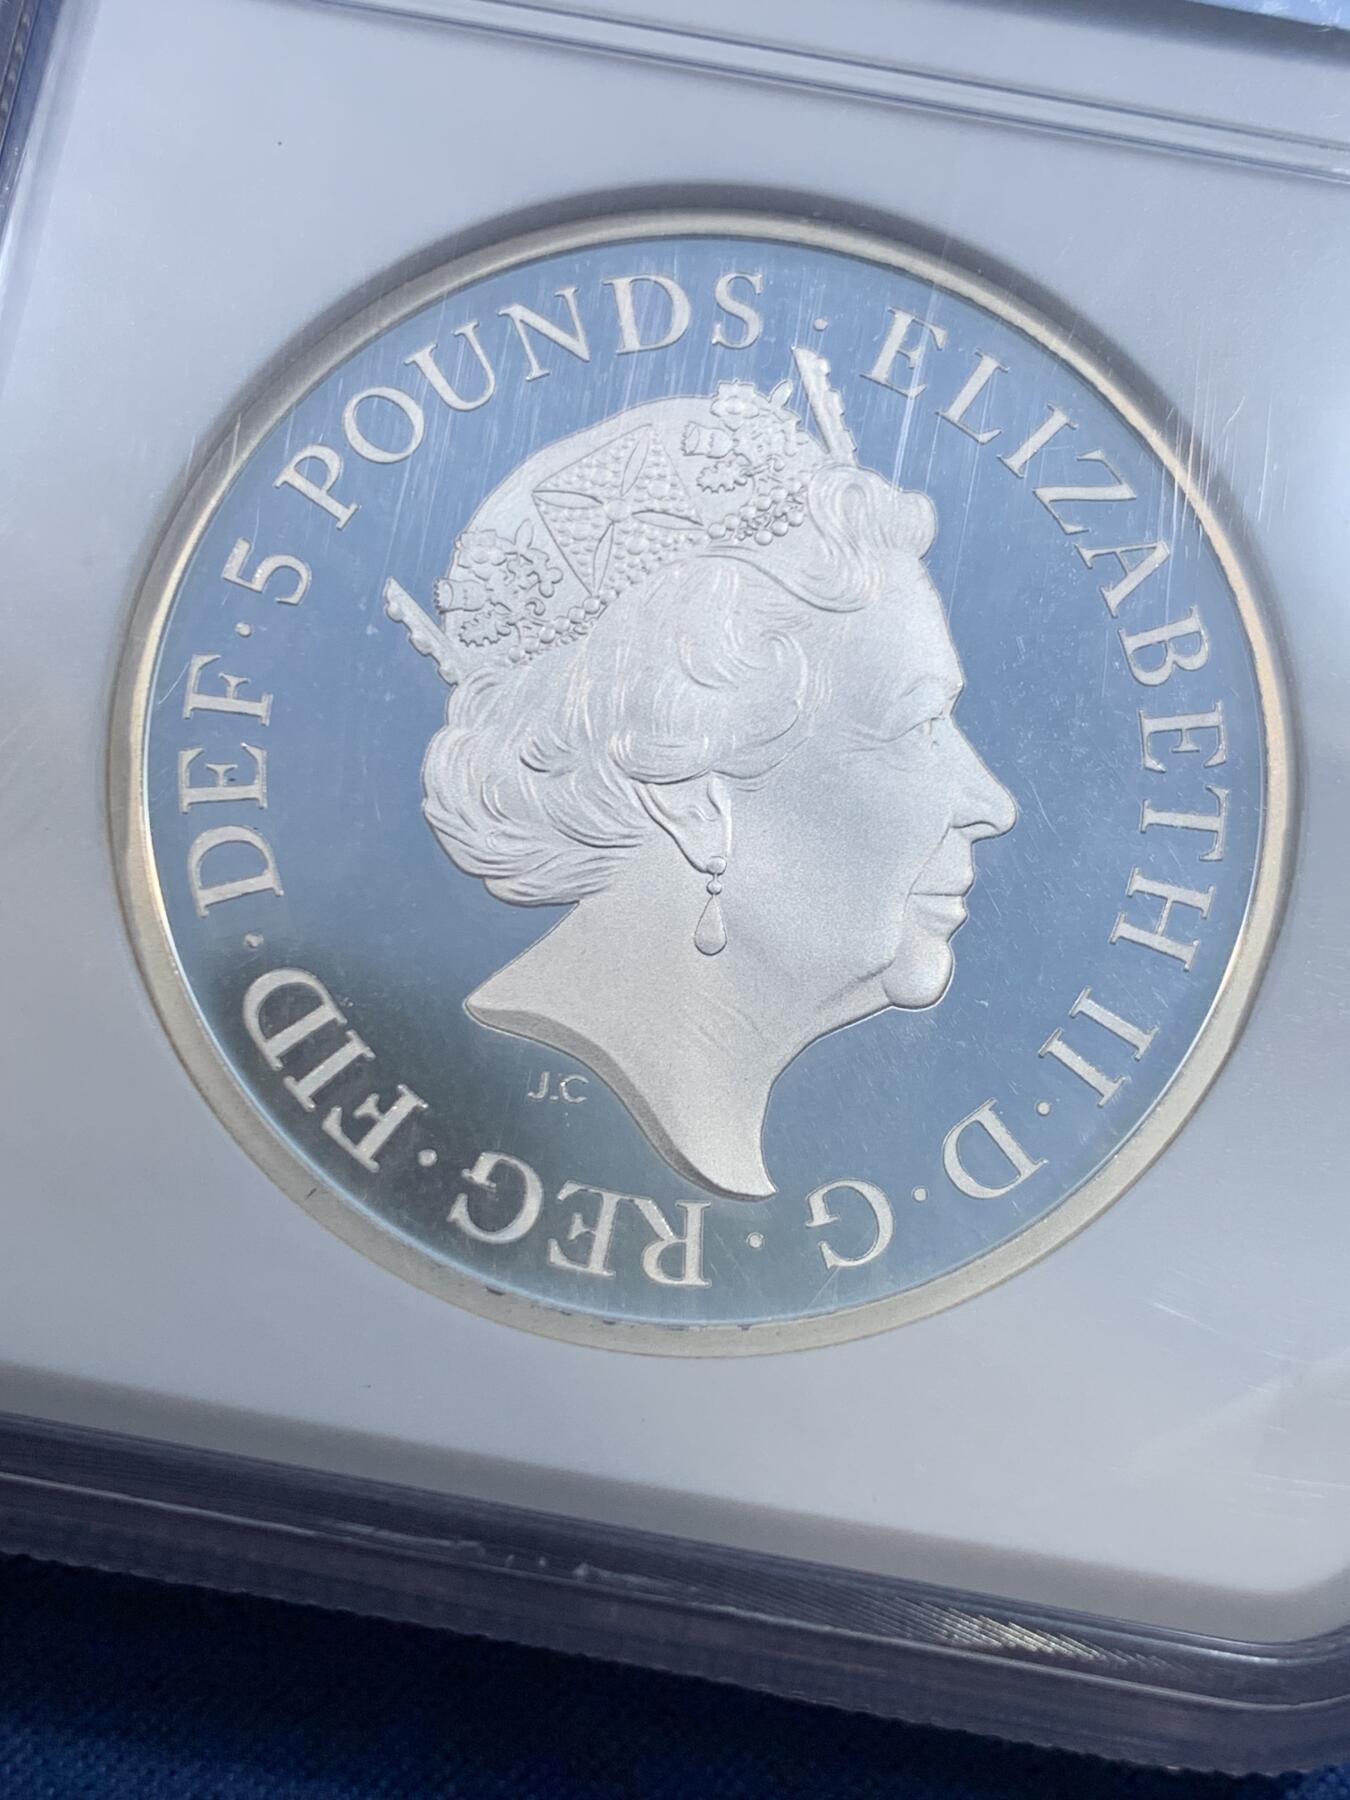 ELIZABETH II · D · G · REG · FID · DEF · 5 POUNDS ·
J.C